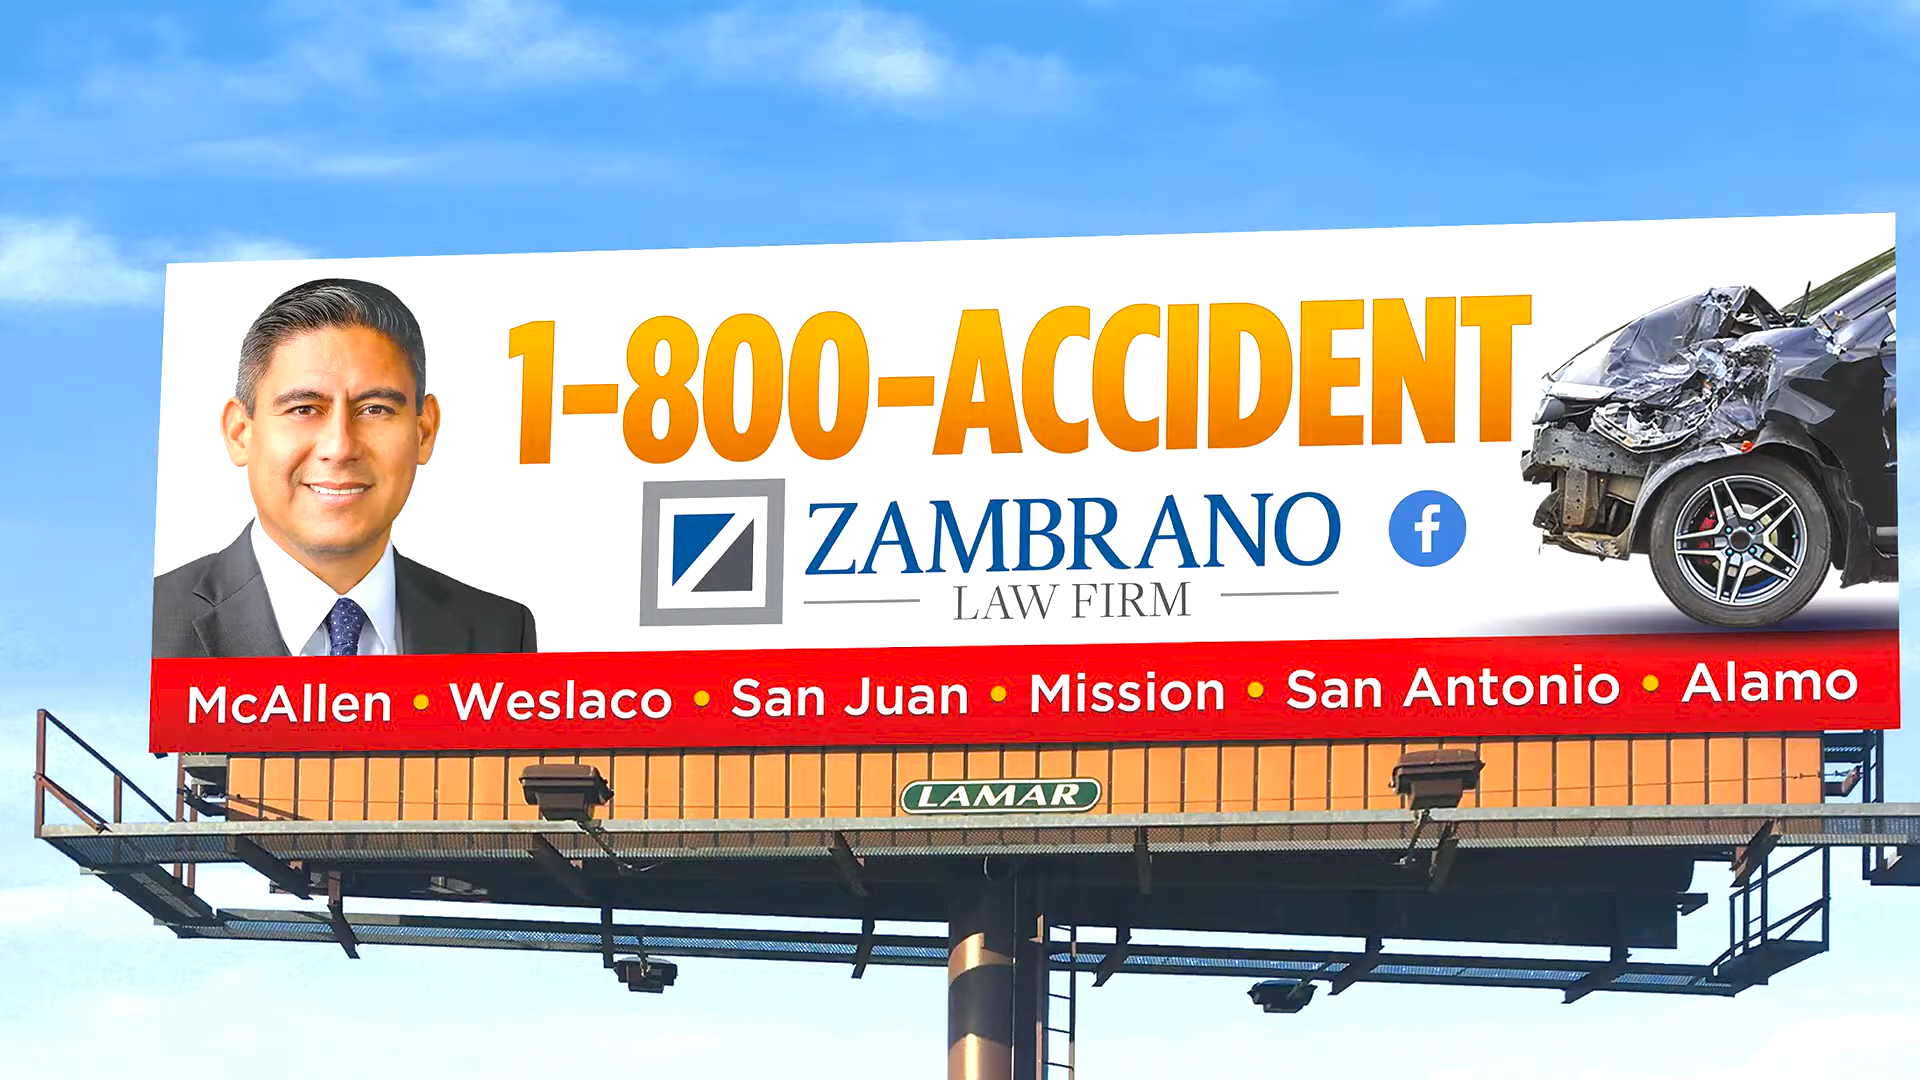 1-800-ACCIDENT
ZAMBRANO
LAW FIRM
McAllen • Weslaco • San Juan • Mission • San Antonio • Alamo
LAMAR